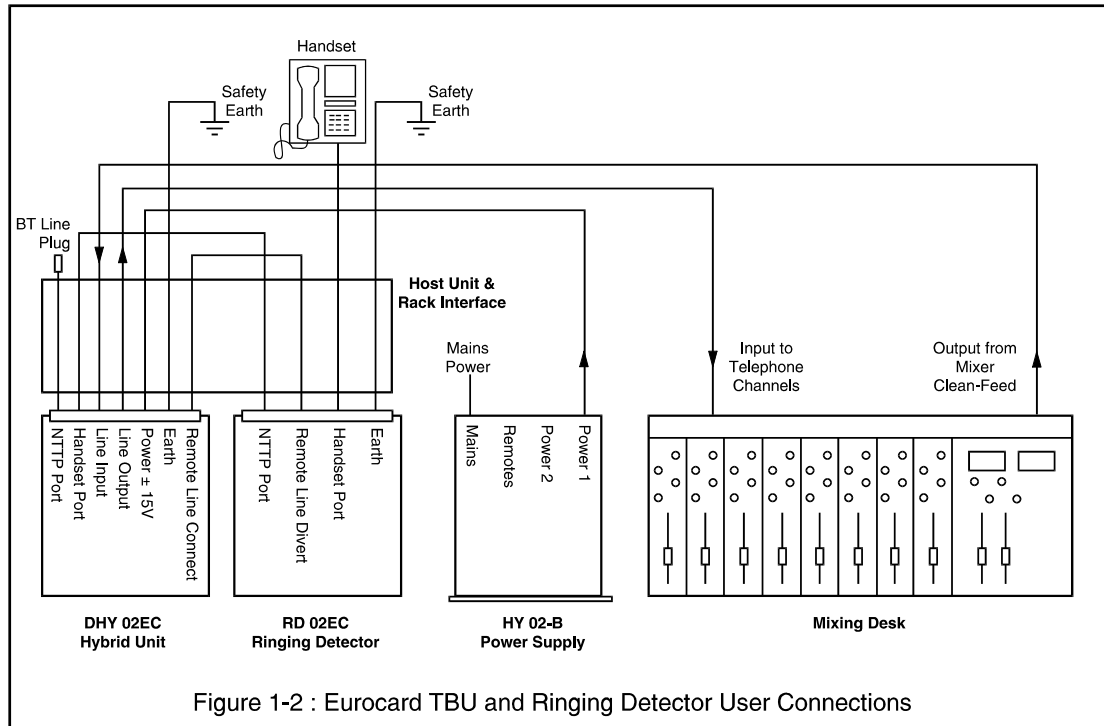 Handset
Safety
Earth
Safety
Earth
BT Line
Plug
Host Unit &
Rack Interface
Mains
Power
Input to
Telephone
Channels
Output from
Mixer
Clean-Feed
NTTP Port
Handset Port
Line Input
Line Output
Power ± 15V
Earth
Remote Line Connect
NTTP Port
Remote Line Divert
Handset Port
Earth
Mains
Remotes
Power 2
Power 1
DHY 02EC
Hybrid Unit
RD 02EC
Ringing Detector
HY 02-B
Power Supply
Mixing Desk
Figure 1-2 : Eurocard TBU and Ringing Detector User Connections